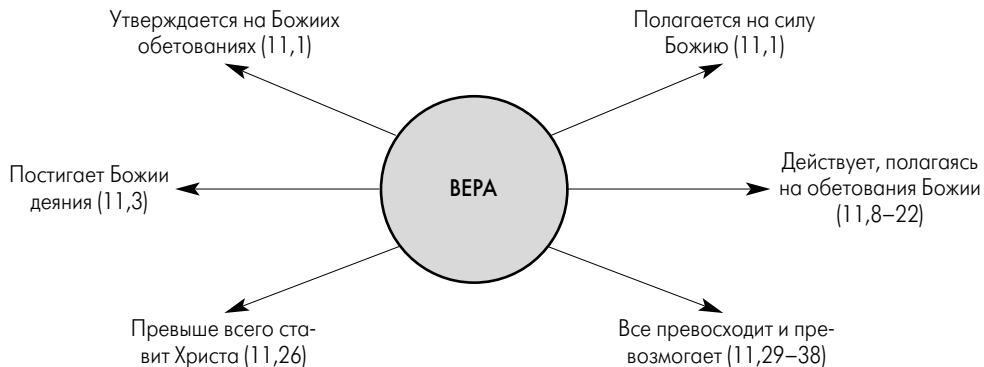 Утверждается на Божиих
обетованиях (11,1)
Полагается на силу
Божию (11,1)
Постигает Божии
деяния (11,3)
ВЕРА
Действует, полагаясь
на обетования Божии
(11,8–22)
Превыше всего ста-
вит Христа (11,26)
Все превосходит и пре-
возмогает (11,29–38)